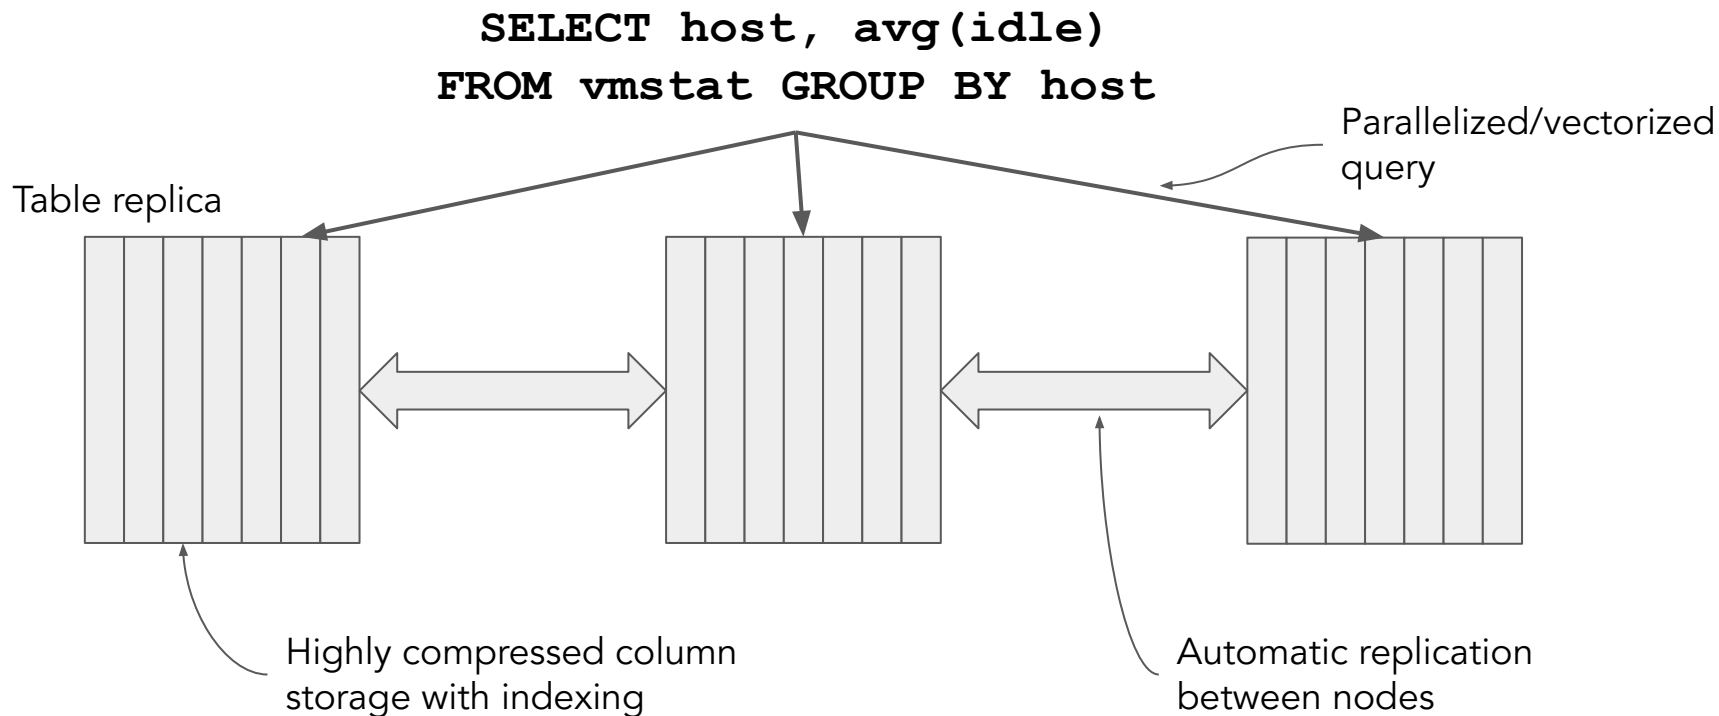 SELECT host, avg(idle)
FROM vmstat GROUP BY host
Parallelized/vectorized
query
Table replica
Highly compressed column
storage with indexing
Automatic replication
between nodes